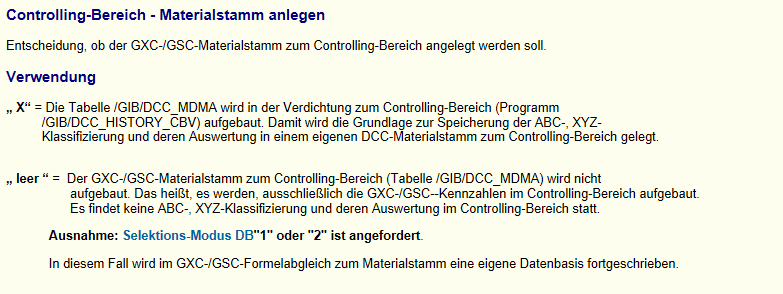 Controlling-Bereich - Materialstamm anlegen
Entscheidung, ob der GXC-/GSC-Materialstamm zum Controlling-Bereich angelegt werden soll.
Verwendung
„ X“ = Die Tabelle /GIB/DCC_MDMA wird in der Verdichtung zum Controlling-Bereich (Programm
/GIB/DCC_HISTORY_CBV) aufgebaut. Damit wird die Grundlage zur Speicherung der ABC-, XYZ-
Klassifizierung und deren Auswertung in einem eigenen DCC-Materialstamm zum Controlling-Bereich gelegt.
„ leer “ = Der GXC-/GSC-Materialstamm zum Controlling-Bereich (Tabelle /GIB/DCC_MDMA) wird nicht
aufgebaut. Das heißt, es werden, ausschließlich die GXC-/GSC--Kennzahlen im Controlling-Bereich aufgebaut.
Es findet keine ABC-, XYZ-Klassifizierung und deren Auswertung im Controlling-Bereich statt.
Ausnahme: Selektions-Modus DB"1" oder "2" ist angefordert.
In diesem Fall wird im GXC-/GSC-Formelabgleich zum Materialstamm eine eigene Datenbasis fortgeschrieben.